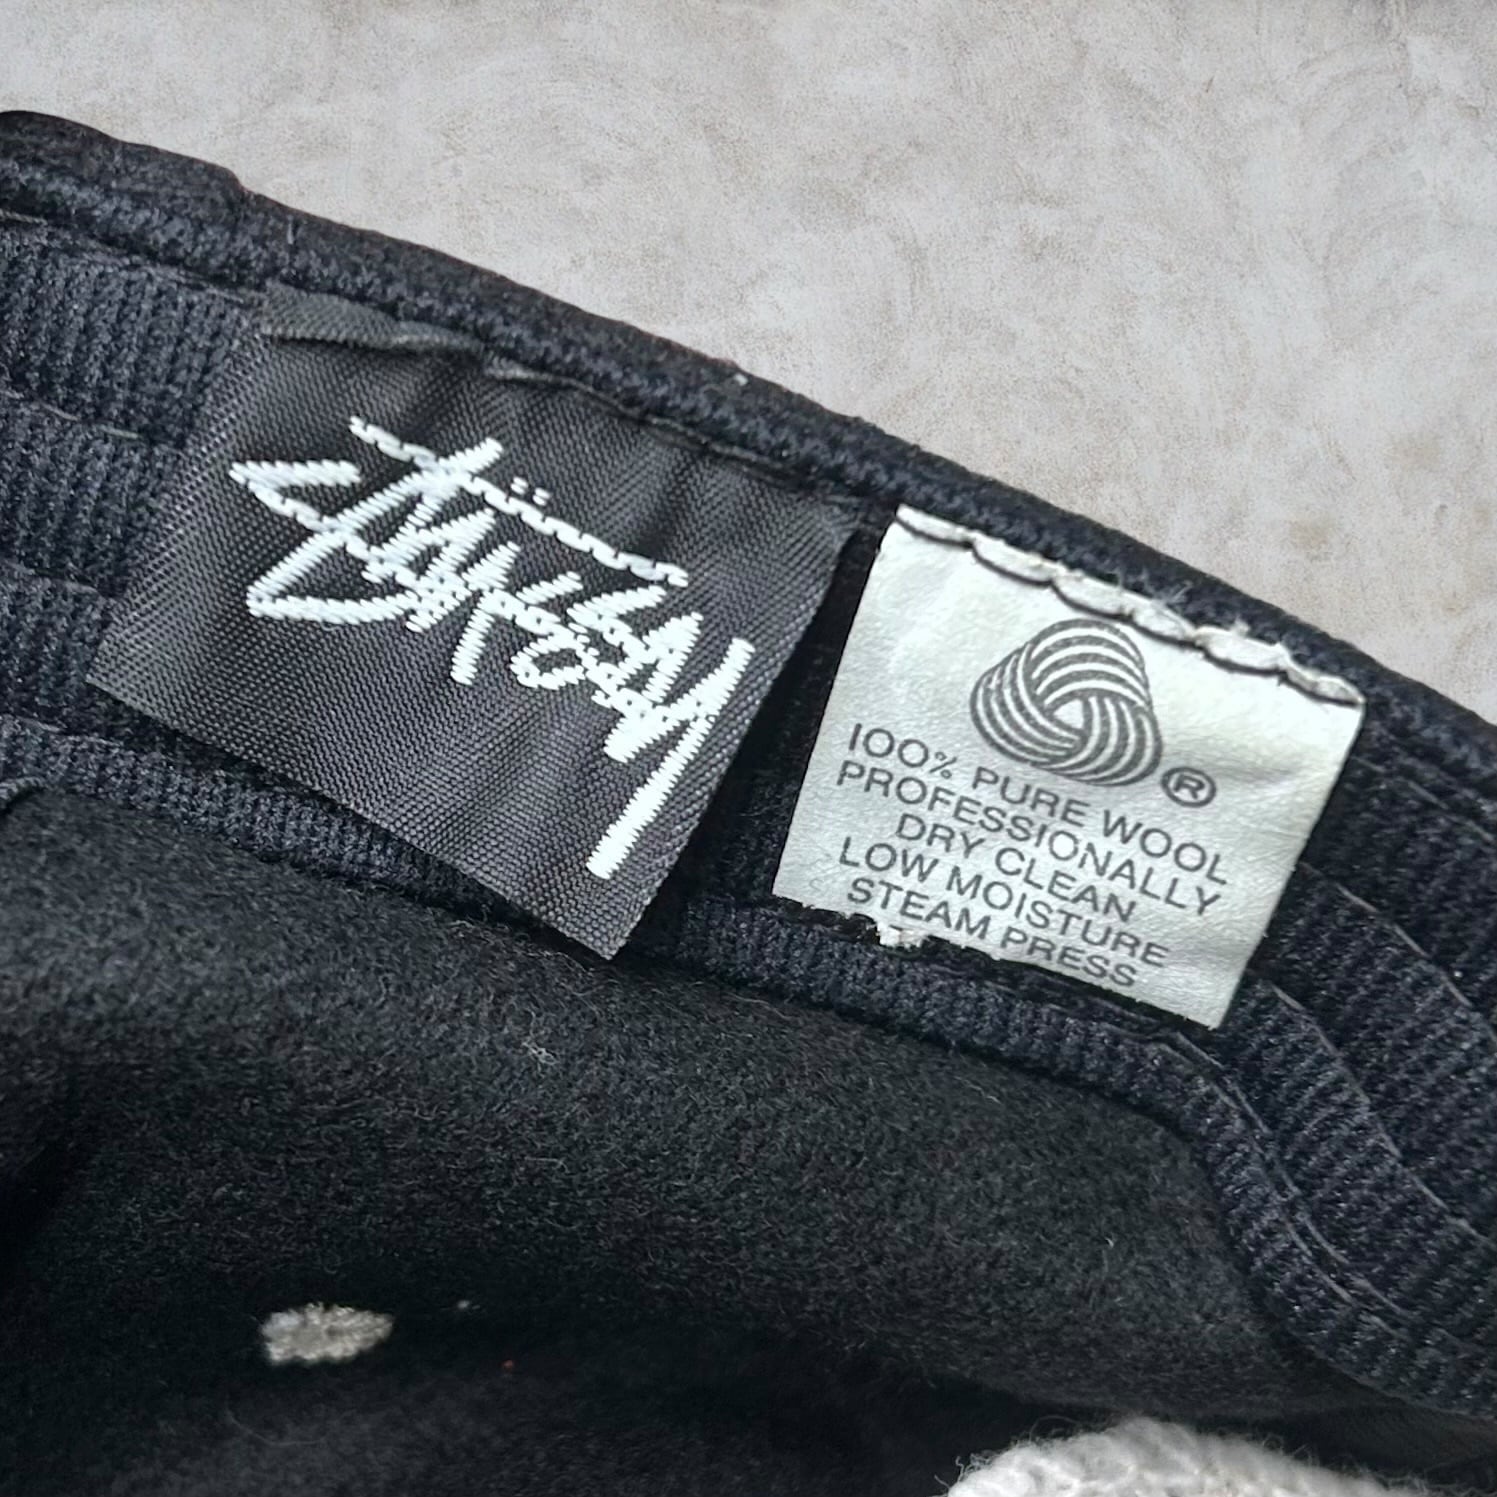 Stüssy
100% PURE WOOL
PROFESSIONALLY
DRY CLEAN
LOW MOISTURE
STEAM PRESS
®